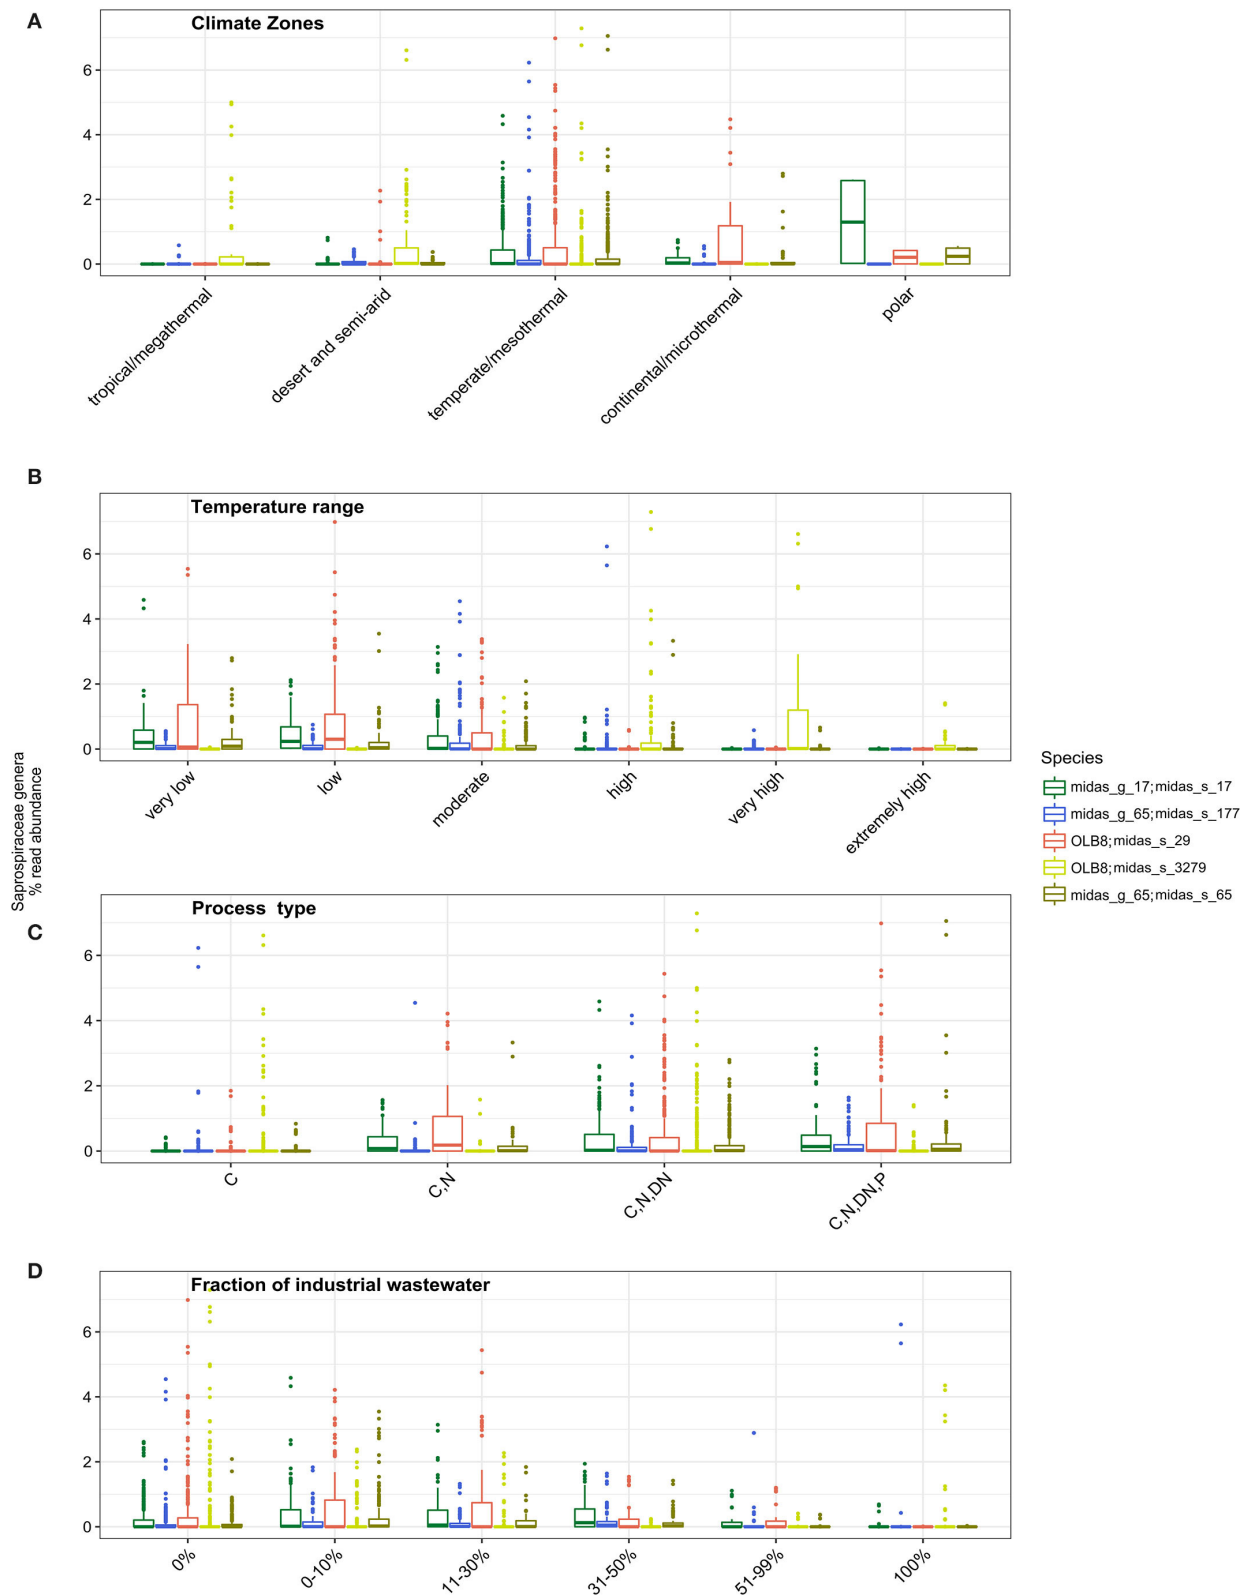 A
Climate Zones
6
4
2
0
tropical/megathermal
desert and semi-arid
temperate/mesothermal
continental/microthermal
polar
B
Temperature range
6
4
2
0
very low
low
moderate
high
very high
extremely high
Saprospiraceae genera
% read abundance
Species
midas_g_17;midas_s_17
midas_g_65;midas_s_177
OLB8;midas_s_29
OLB8;midas_s_3279
midas_g_65;midas_s_65
C
Process type
6
4
2
0
C
C,N
C,N,DN
C,N,DN,P
D
Fraction of industrial wastewater
6
4
2
0
0%
0-10%
11-30%
31-50%
51-99%
100%